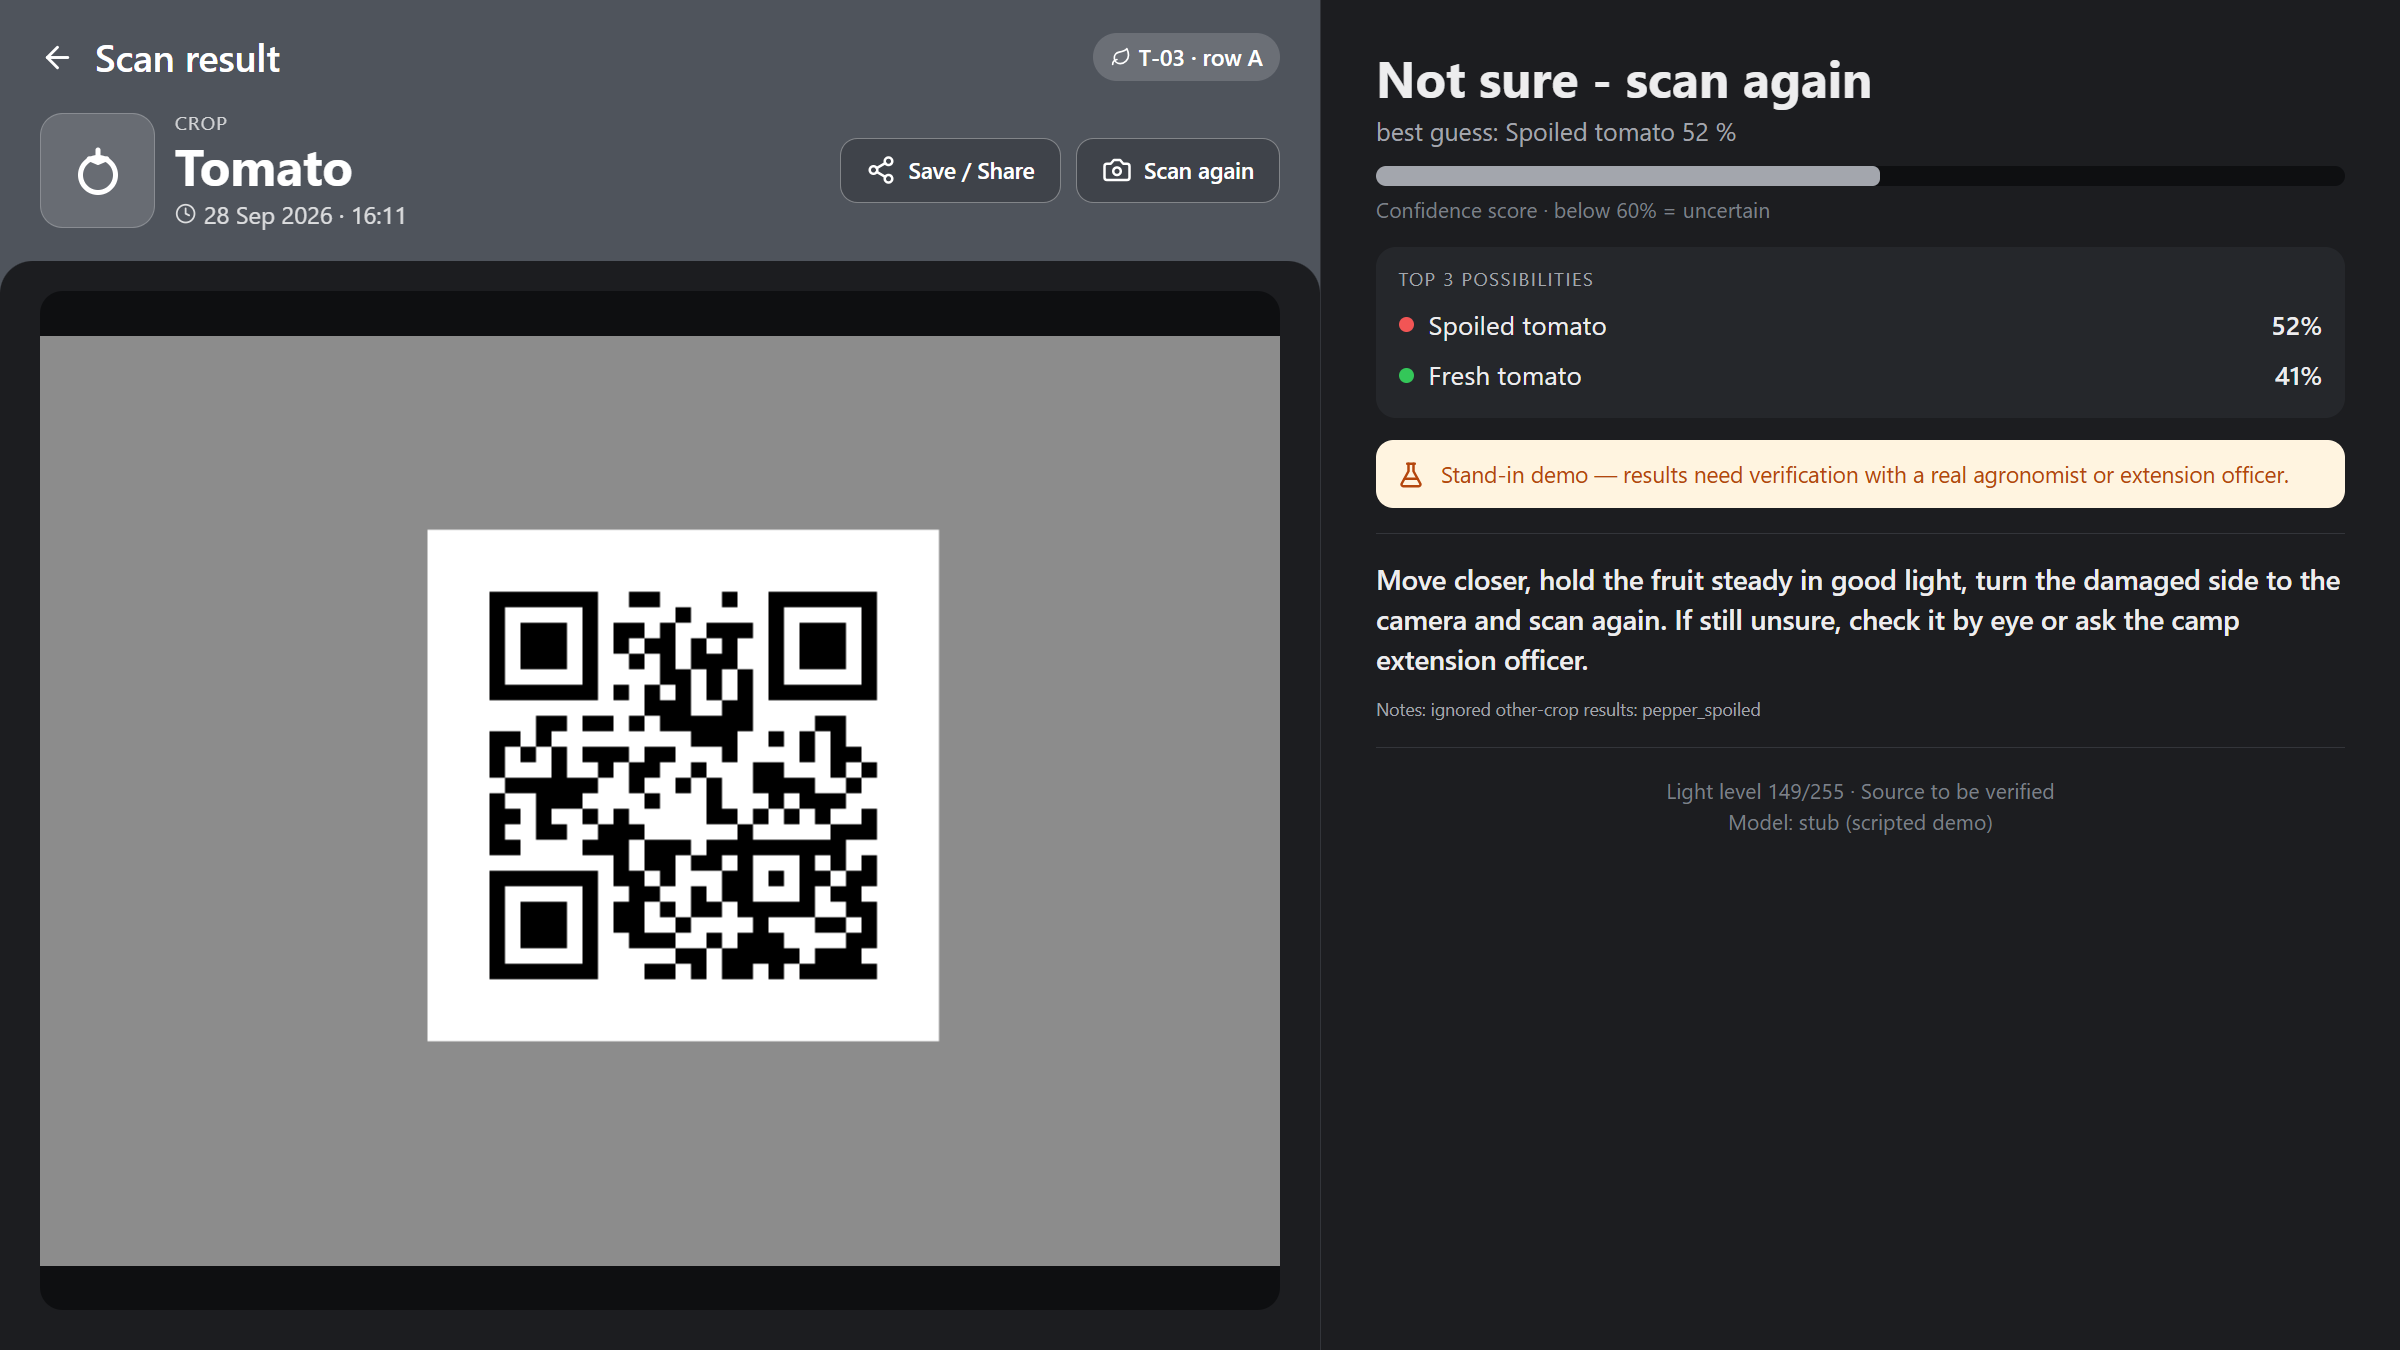 Scan result
T-03 · row A
CROP
Tomato
28 Sep 2026 · 16:11
Save / Share
Scan again
Not sure - scan again
best guess: Spoiled tomato 52 %
Confidence score · below 60% = uncertain
TOP 3 POSSIBILITIES
Spoiled tomato 52%
Fresh tomato 41%
Stand-in demo — results need verification with a real agronomist or extension officer.
Move closer, hold the fruit steady in good light, turn the damaged side to the
camera and scan again. If still unsure, check it by eye or ask the camp
extension officer.
Notes: ignored other-crop results: pepper_spoiled
Light level 149/255 · Source to be verified
Model: stub (scripted demo)